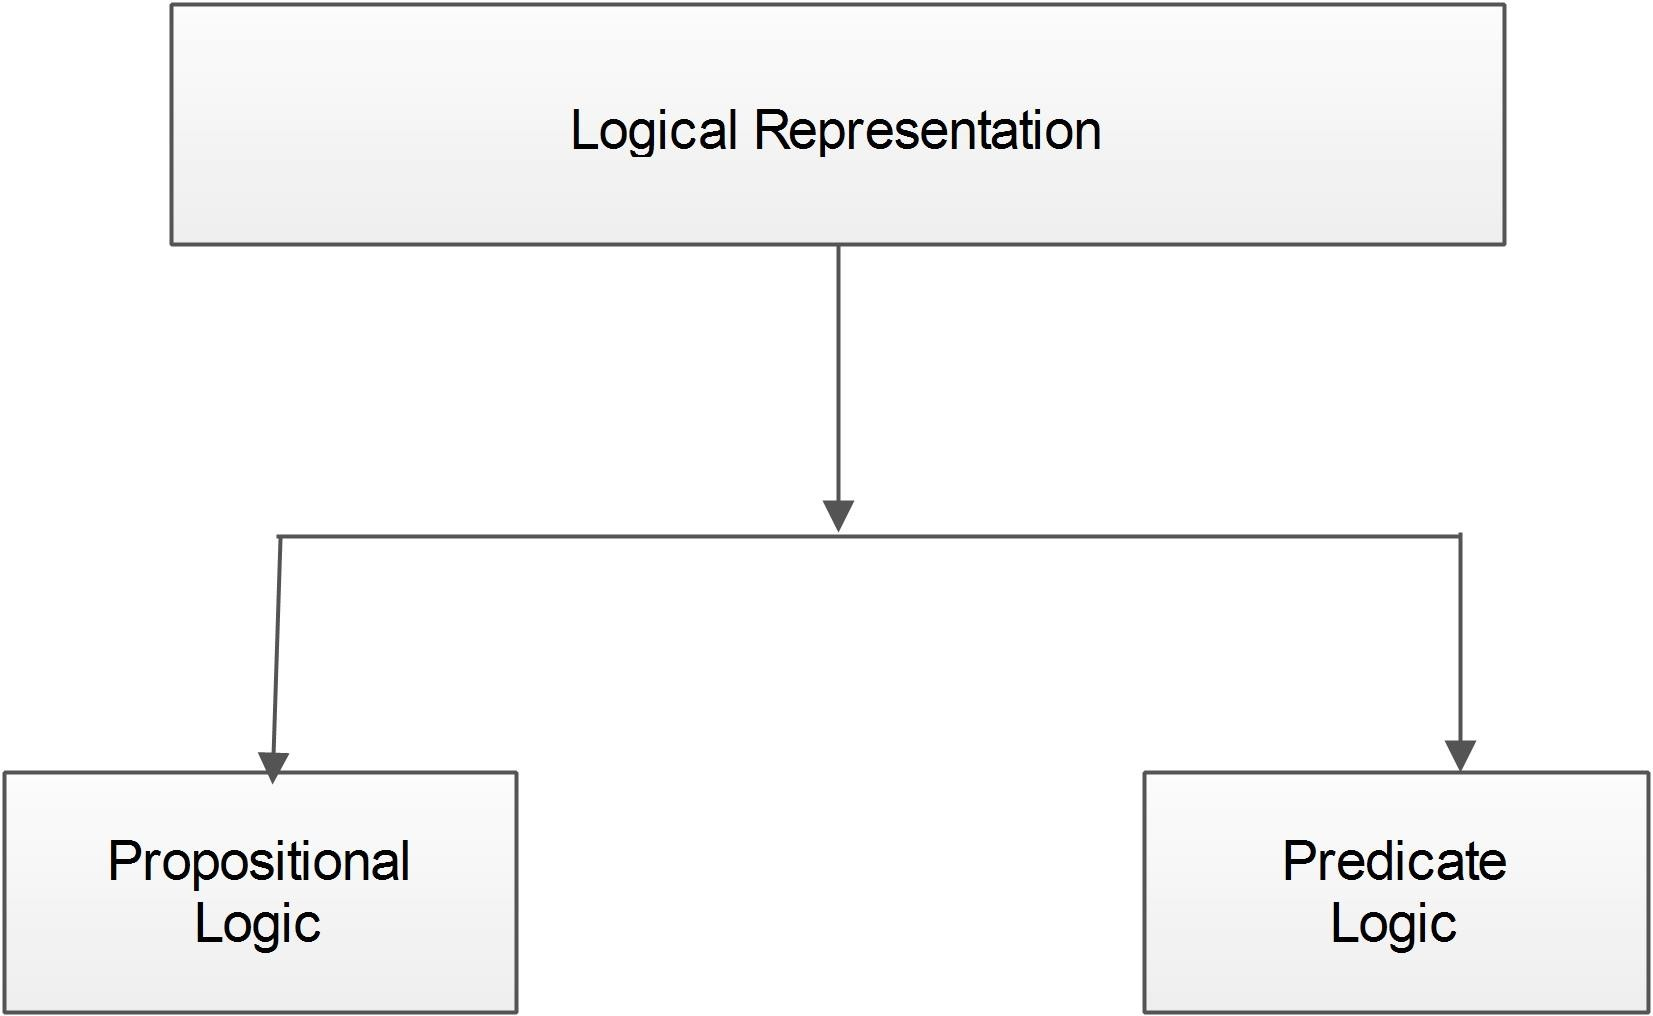 Logical Representation
Propositional
Logic
Predicate
Logic